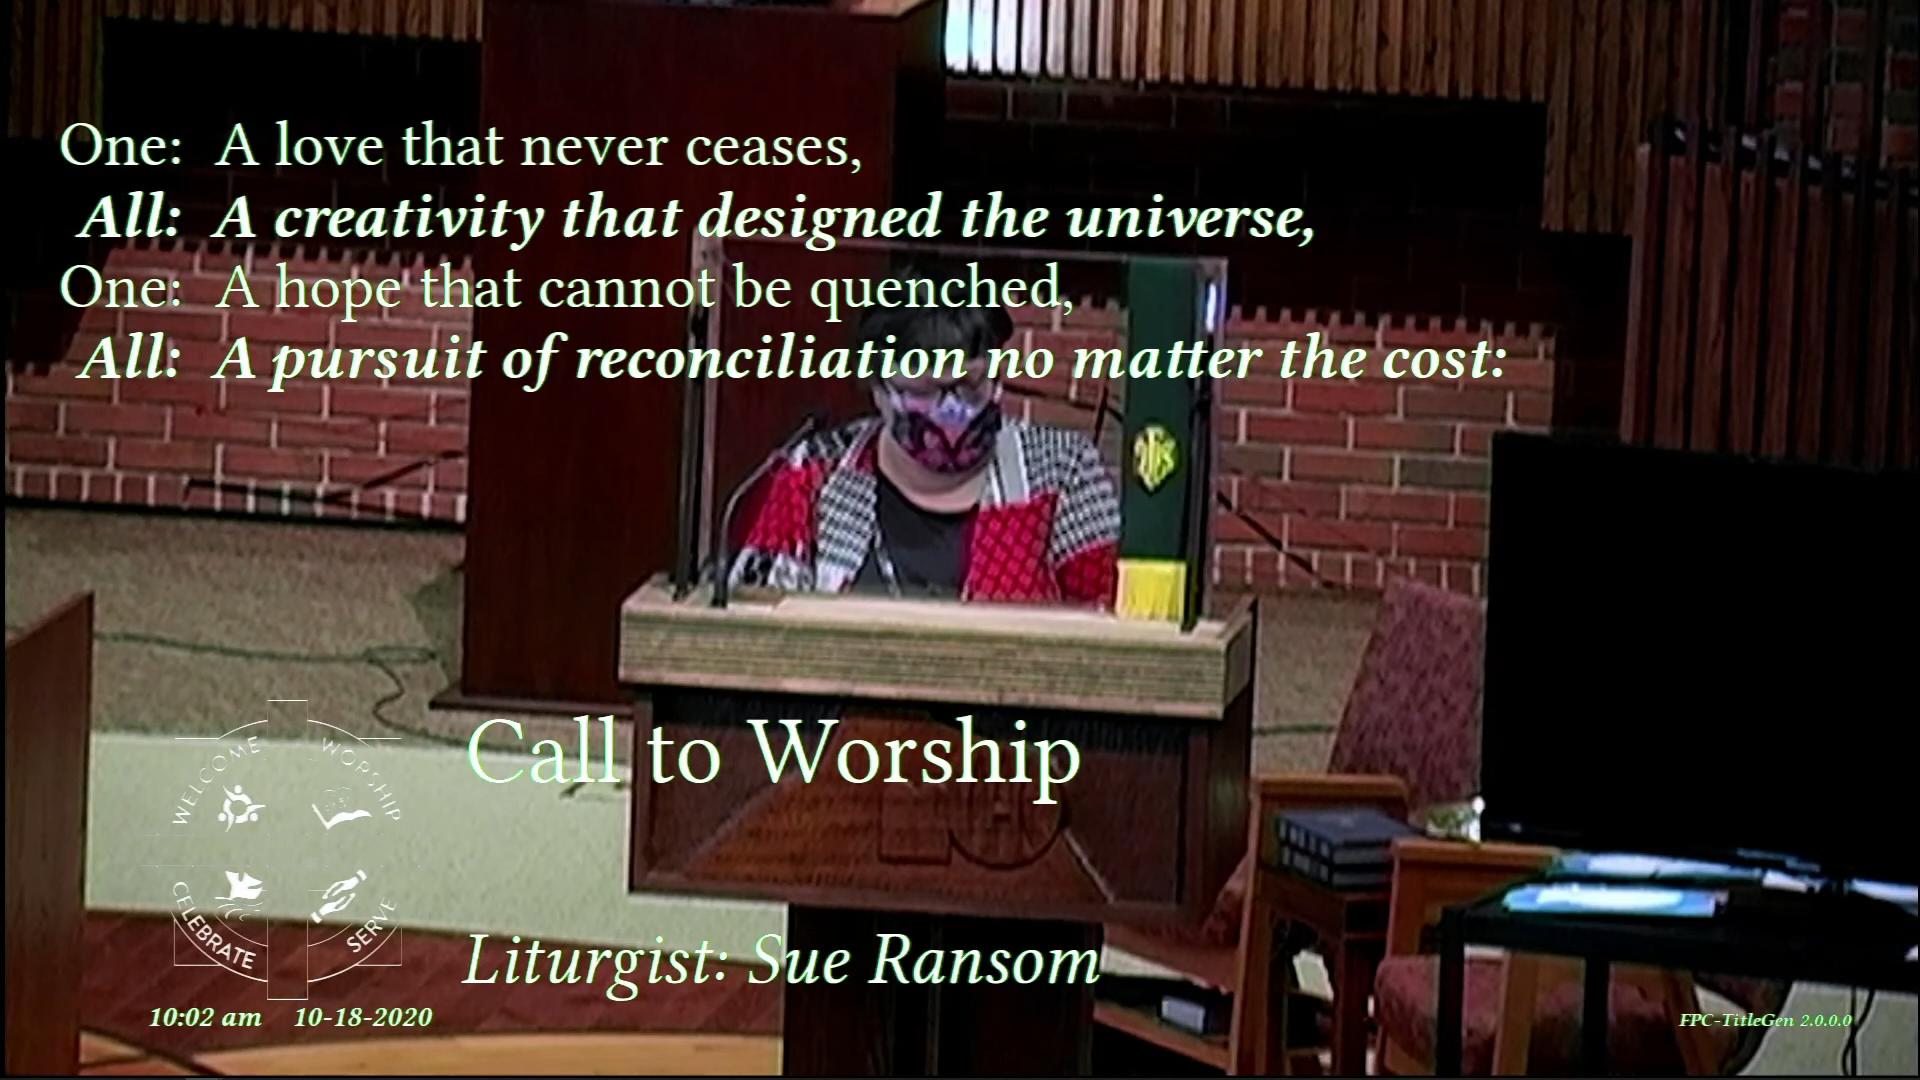 One: A love that never ceases,
All: A creativity that designed the universe,
One: A hope that cannot be quenched,
All: A pursuit of reconciliation no matter the cost:
Call to Worship
WELCOME WORSHIP
CELEBRATE SERVE
Liturgist: Sue Ransom
10:02 am 10-18-2020
FPC-TitleGen 2.0.0.0